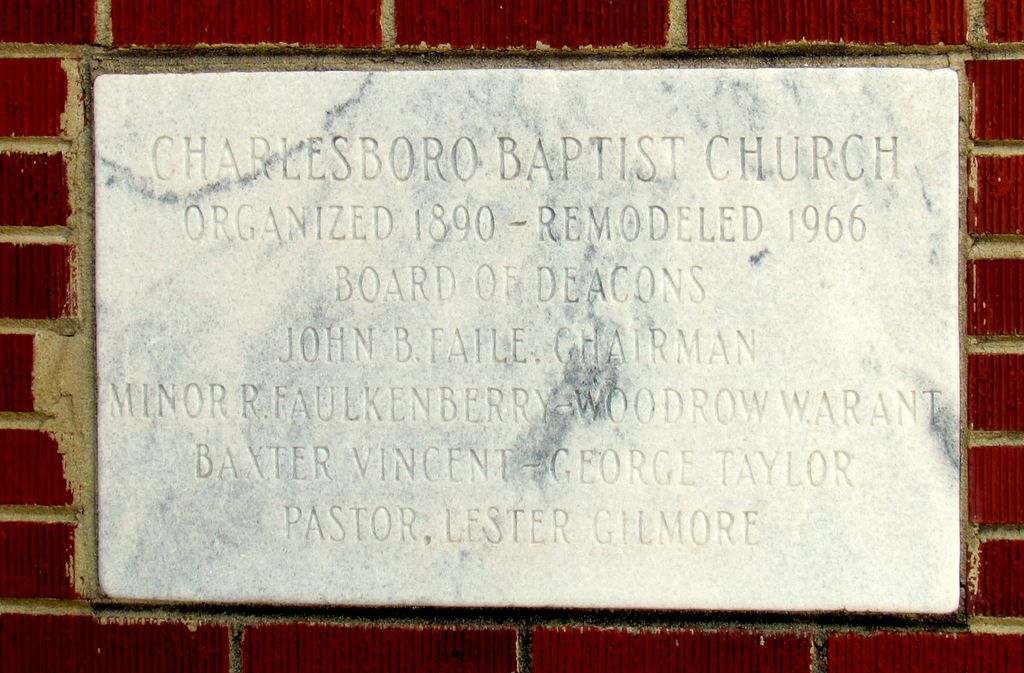 CHARLESBORO BAPTIST CHURCH
ORGANIZED 1890 - REMODELED 1966
BOARD OF DEACONS
JOHN B. FAILE, CHAIRMAN
MINOR R. FAULKENBERRY - WOODROW W. ARANT
BAXTER VINCENT - GEORGE TAYLOR
PASTOR, LESTER GILMORE